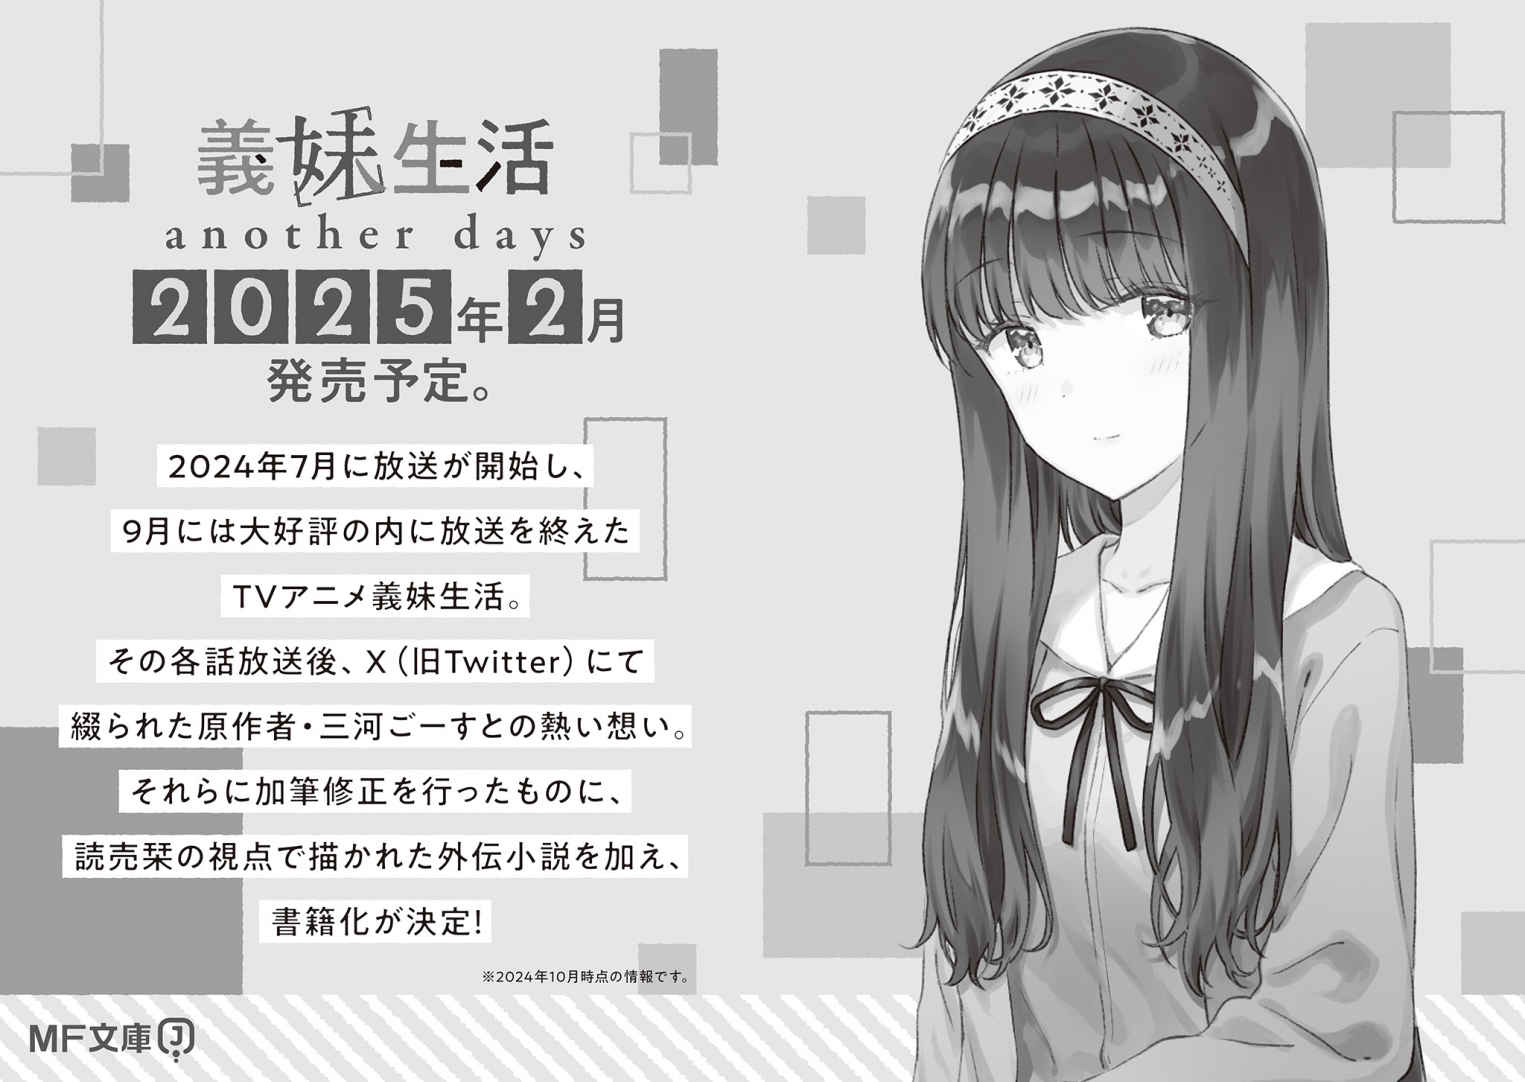 義妹生活
another days
2025年2月
発売予定。
2024年7月に放送が開始し、
9月には大好評の内に放送を終えた
TVアニメ義妹生活。
その各話放送後、X（旧Twitter）にて
綴られた原作者・三河ごーすとの熱い想い。
それらに加筆修正を行ったものに、
読売栞の視点で描かれた外伝小説を加え、
書籍化が決定!
※2024年10月時点の情報です。
MF文庫J